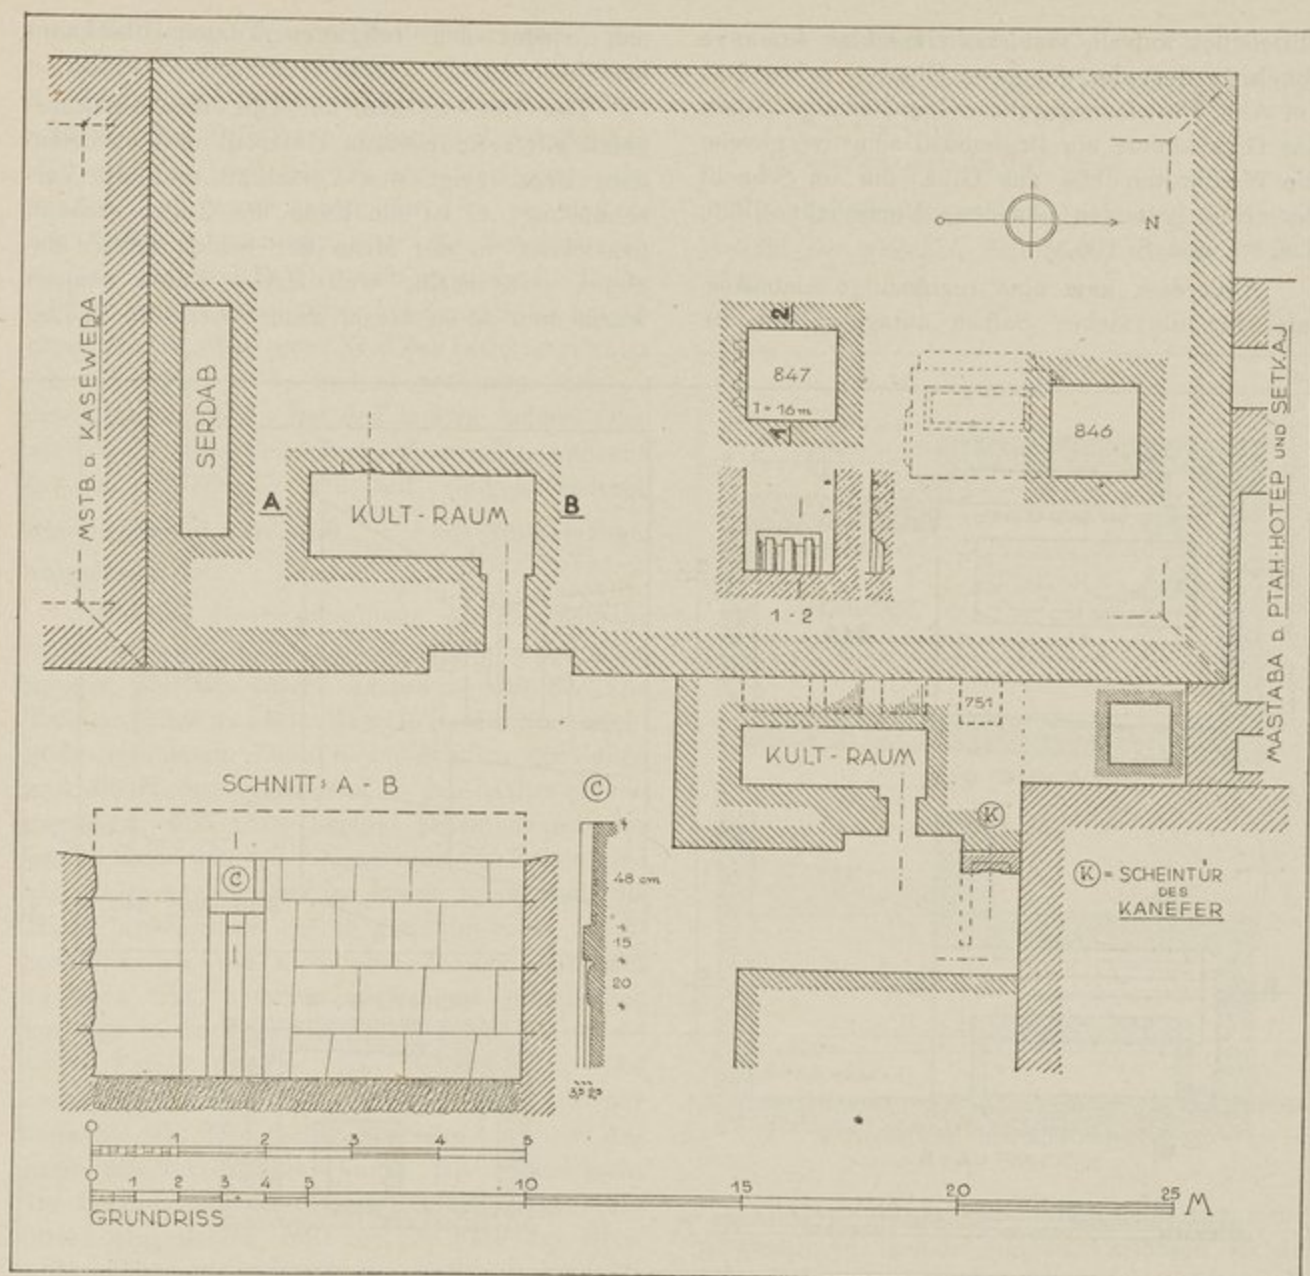 N
MSTB. D. KASEWEDA
SERDAB
A
KULT - RAUM
B
2
847
T = 16 m
1
846
1 - 2
MASTABA D. PTAH-HOTEP UND SETKAJ
751
KULT - RAUM
K
K = SCHEINTÜR
DES
KANEFER
SCHNITT: A - B
C
C
48 cm
15
20
0 1 2 3 4 5
0 1 2 3 4 5 10 15 20 25 M
GRUNDRISS